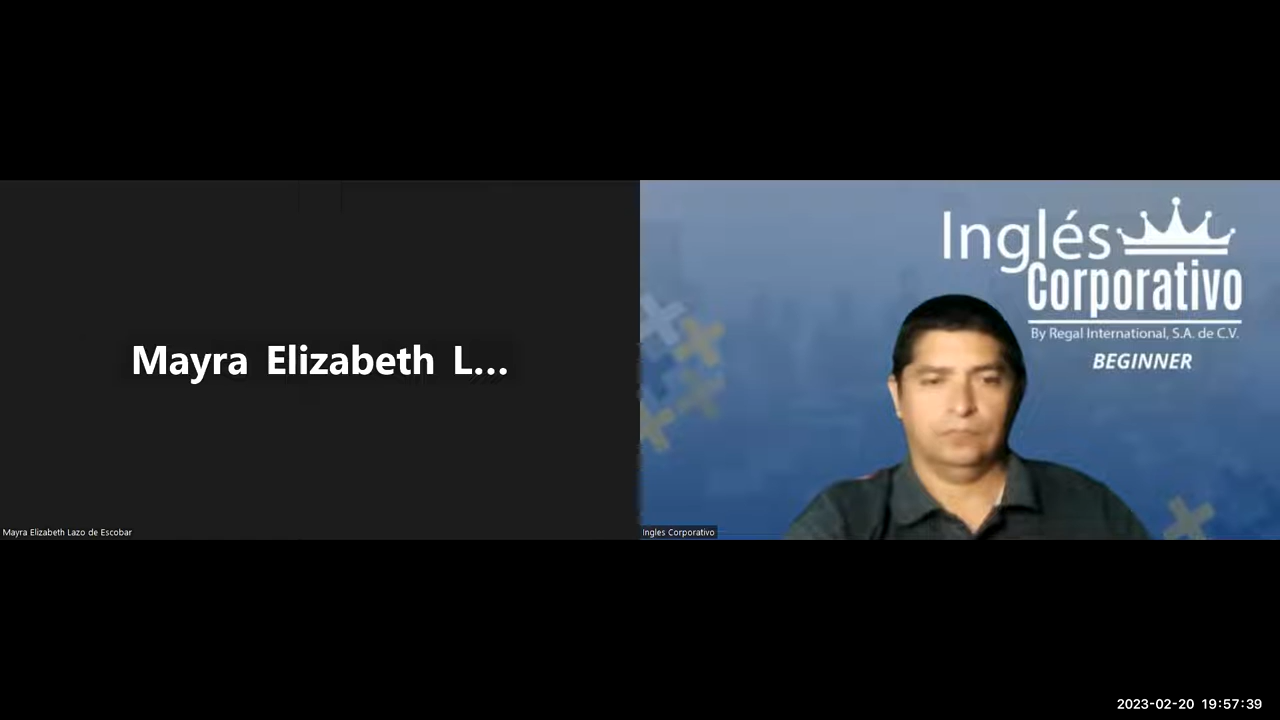 Mayra Elizabeth L...
Mayra Elizabeth Lazo de Escobar
Inglés
Corporativo
By Regal International, S.A. de C.V.
BEGINNER
Ingles Corporativo
2023-02-20 19:57:39